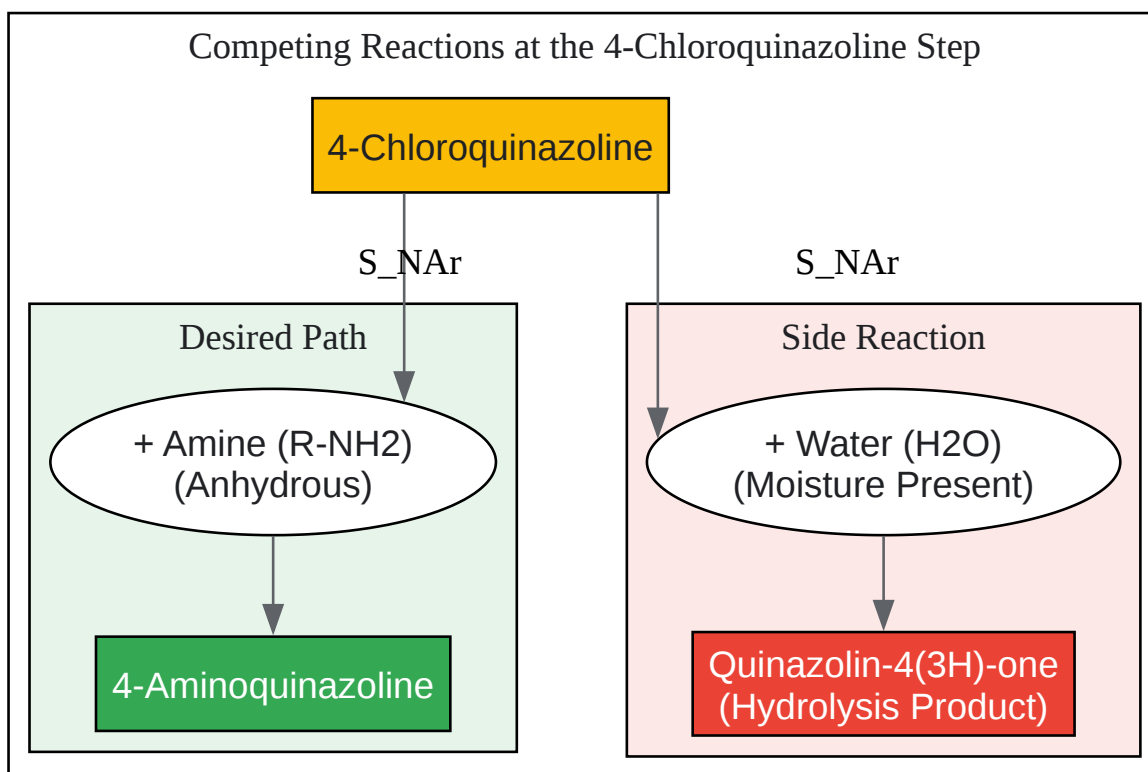 Competing Reactions at the 4-Chloroquinazoline Step
4-Chloroquinazoline
S_NAr
S_NAr
Desired Path
Side Reaction
+ Amine (R-NH2)
(Anhydrous)
+ Water (H2O)
(Moisture Present)
4-Aminoquinazoline
Quinazolin-4(3H)-one
(Hydrolysis Product)